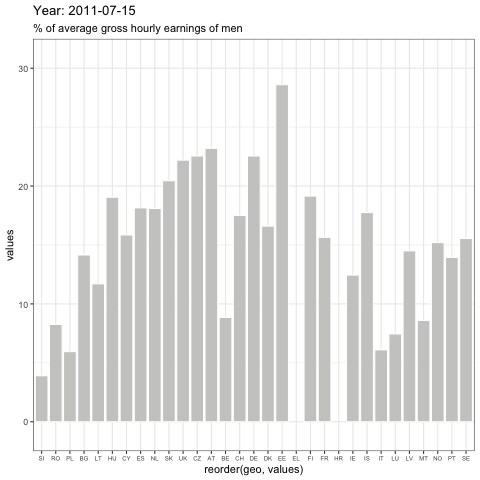 Year: 2011-07-15
% of average gross hourly earnings of men
30
20
10
0
values
SI RO PL BG LT HU CY ES NL SK UK CZ AT BE CH DE DK EE EL FI FR HR IE IS IT LU LV MT NO PT SE
reorder(geo, values)